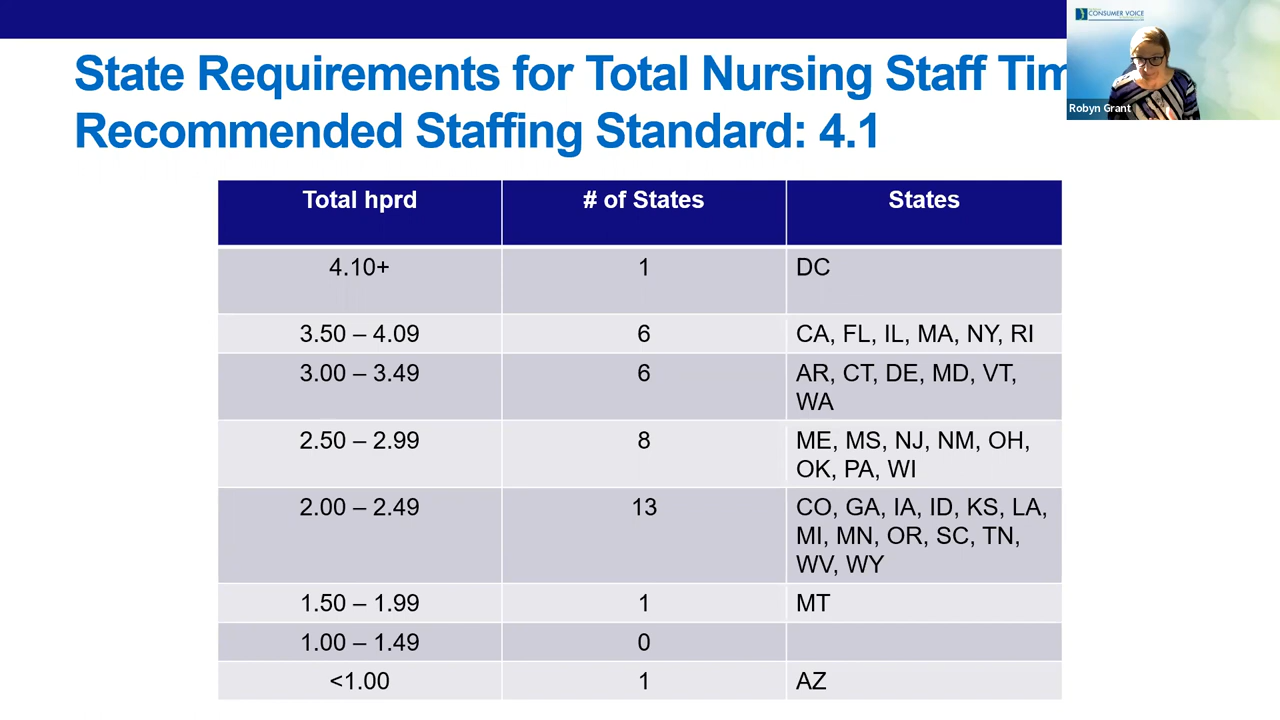 CONSUMER VOICE
Robyn Grant
State Requirements for Total Nursing Staff Tim
Recommended Staffing Standard: 4.1
Total hprd # of States States
4.10+ 1 DC
3.50 – 4.09 6 CA, FL, IL, MA, NY, RI
3.00 – 3.49 6 AR, CT, DE, MD, VT,
WA
2.50 – 2.99 8 ME, MS, NJ, NM, OH,
OK, PA, WI
2.00 – 2.49 13 CO, GA, IA, ID, KS, LA,
MI, MN, OR, SC, TN,
WV, WY
1.50 – 1.99 1 MT
1.00 – 1.49 0
<1.00 1 AZ